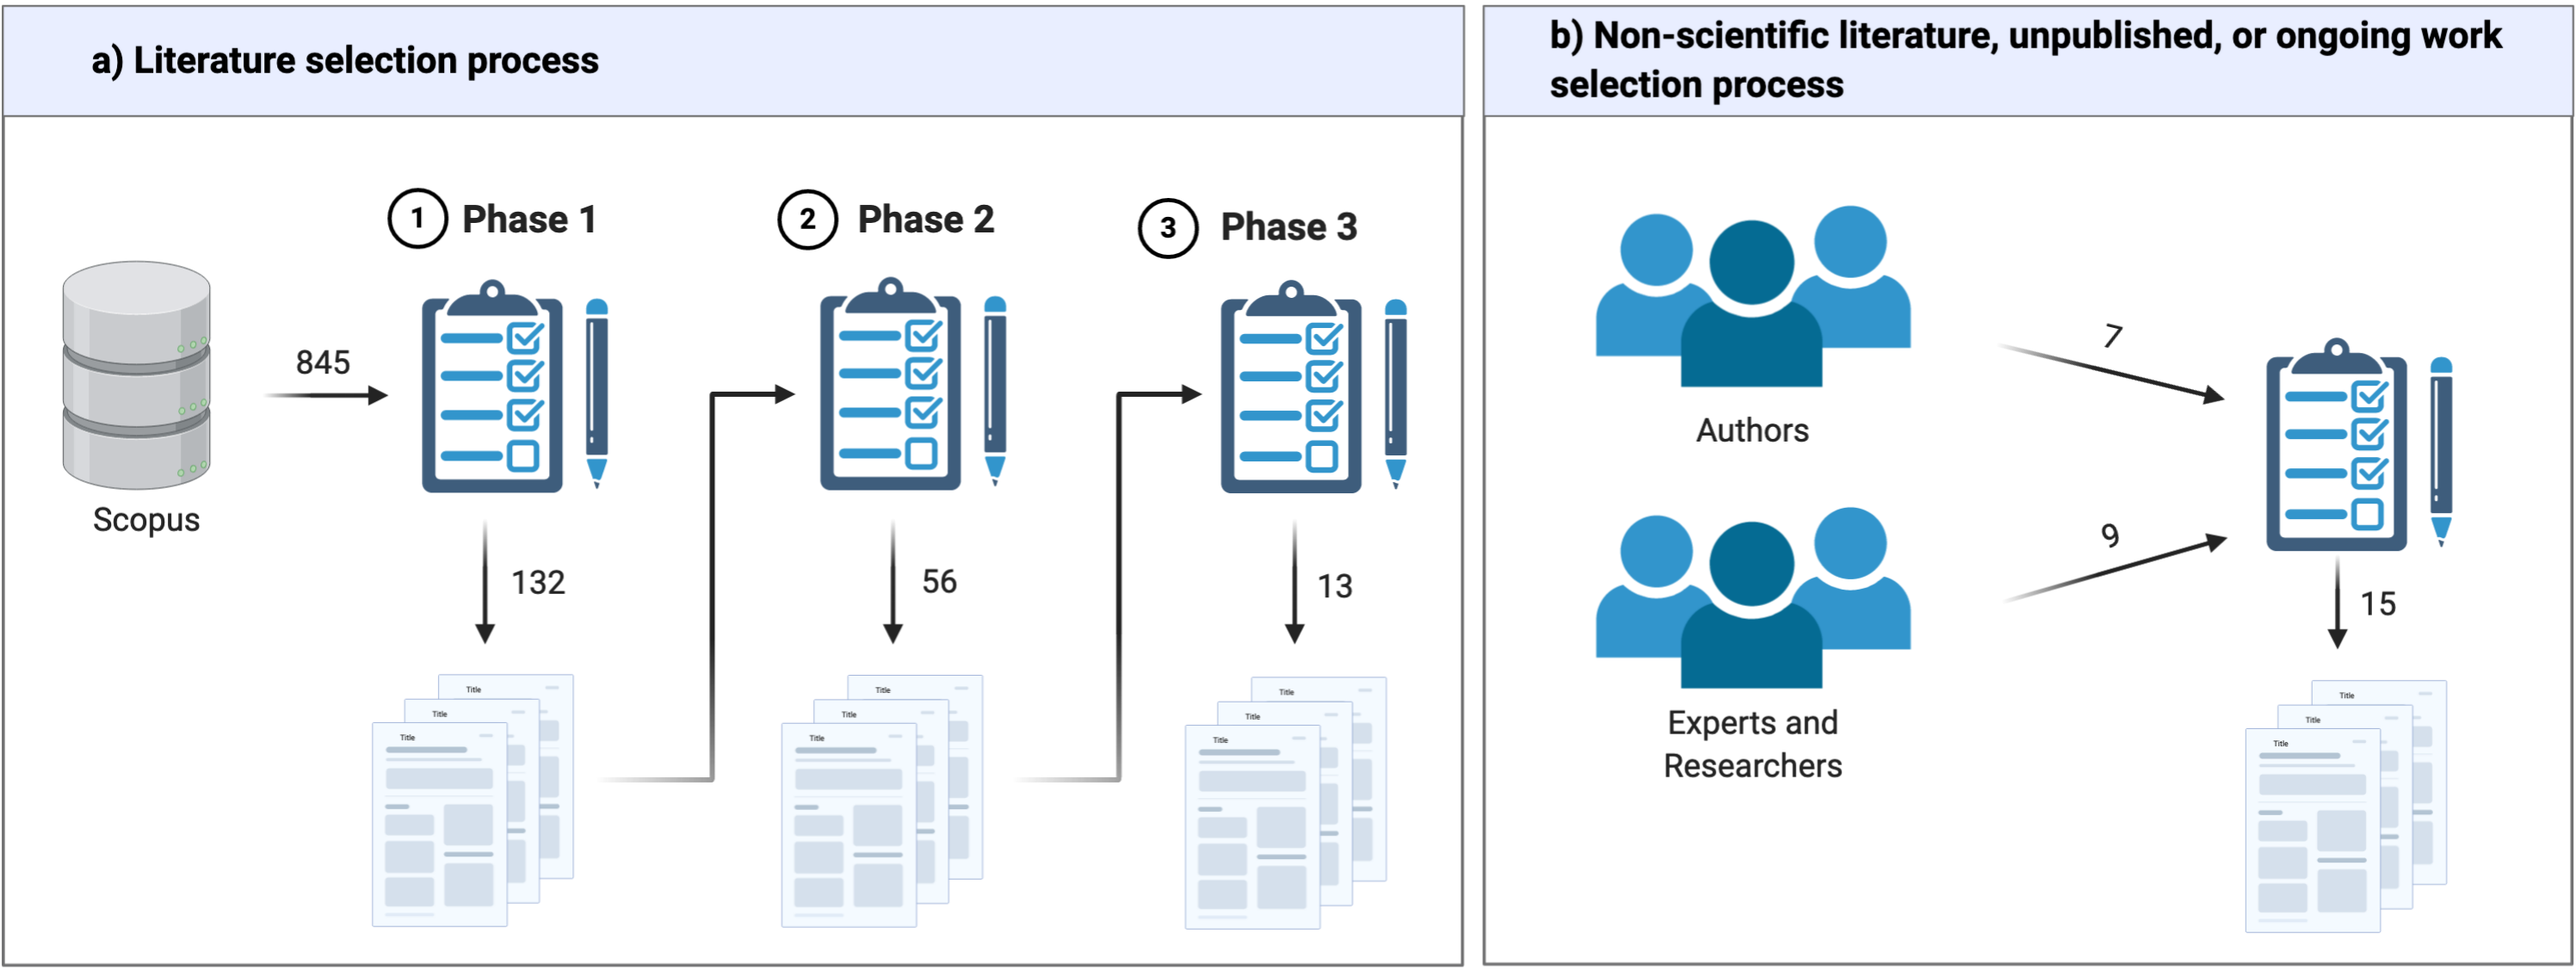 a) Literature selection process
1 Phase 1
2 Phase 2
3 Phase 3
845
Scopus
132
56
13
Title
Title
Title
Title
Title
Title
Title
Title
Title
b) Non-scientific literature, unpublished, or ongoing work
selection process
7
Authors
9
Experts and
Researchers
15
Title
Title
Title